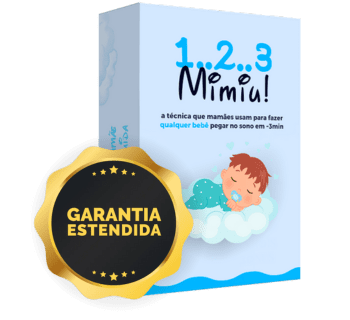 1..2..3
Mimiu!
a técnica que mamães usam para fazer
qualquer bebê pegar no sono em -3min
GARANTIA
ESTENDIDA